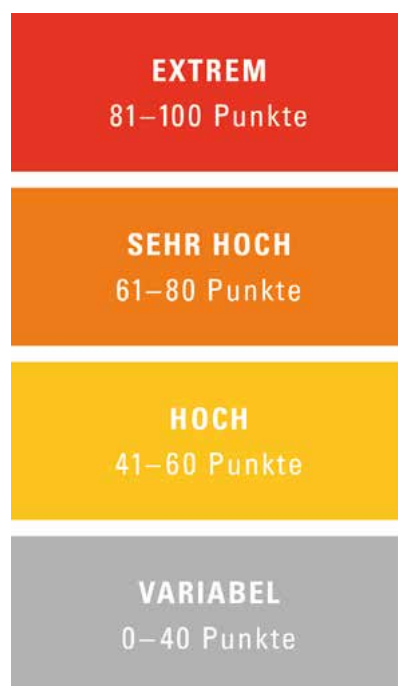 EXTREM
81–100 Punkte
SEHR HOCH
61–80 Punkte
HOCH
41–60 Punkte
VARIABEL
0–40 Punkte